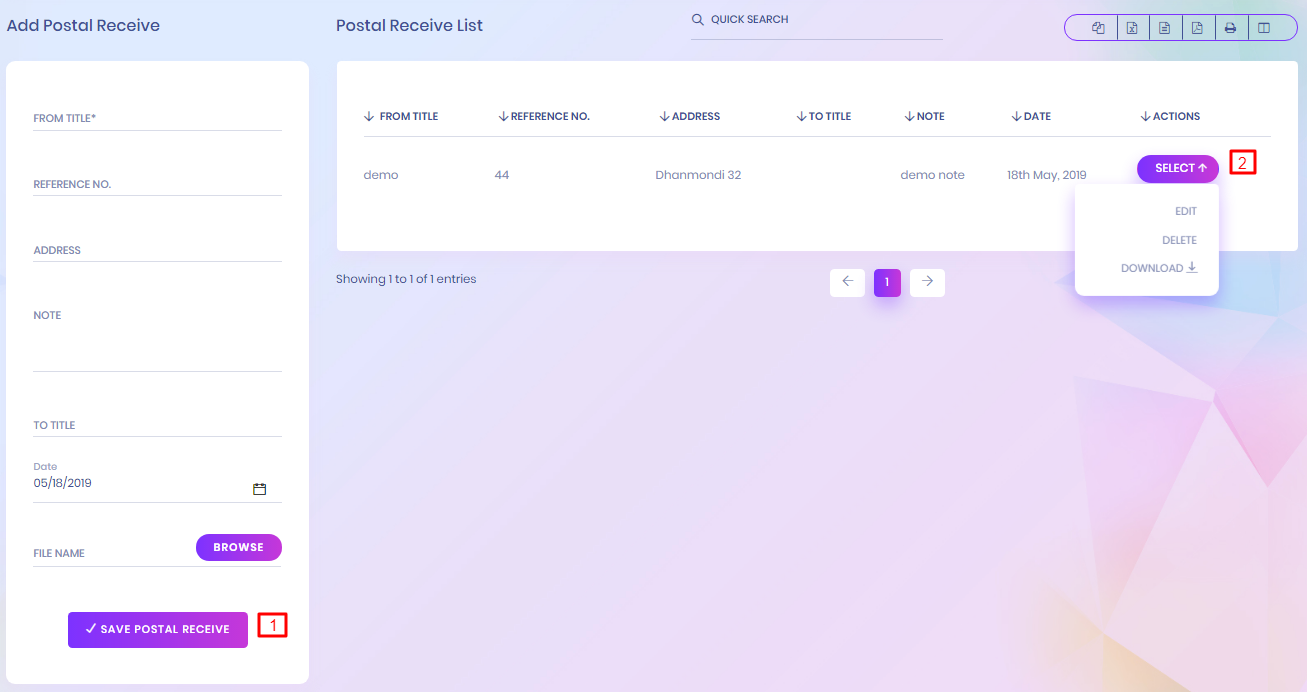 Add Postal Receive
FROM TITLE*
REFERENCE NO.
ADDRESS
NOTE
TO TITLE
Date
05/18/2019
FILE NAME
BROWSE
✓ SAVE POSTAL RECEIVE
1
Postal Receive List
QUICK SEARCH
↓ FROM TITLE ↓ REFERENCE NO. ↓ ADDRESS ↓ TO TITLE ↓ NOTE ↓ DATE ↓ ACTIONS
demo 44 Dhanmondi 32 demo note 18th May, 2019 SELECT ↑
2
EDIT
DELETE
DOWNLOAD
Showing 1 to 1 of 1 entries
← 1 →